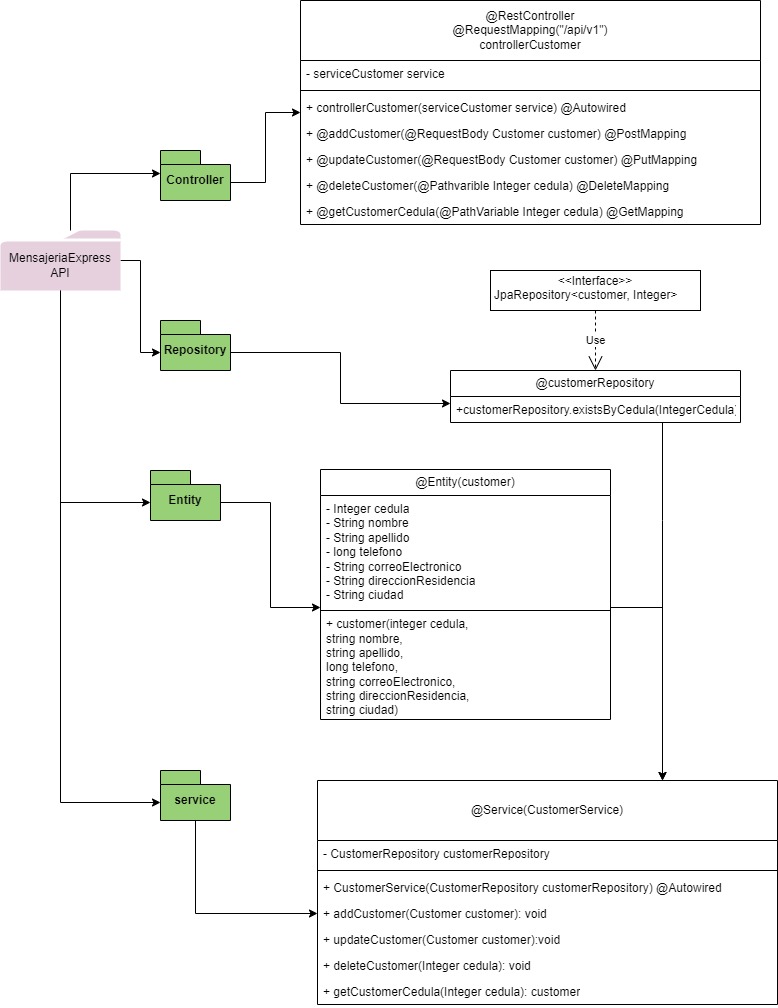 @RestController
@RequestMapping("/api/v1")
controllerCustomer
- serviceCustomer service
+ controllerCustomer(serviceCustomer service) @Autowired
+ @addCustomer(@RequestBody Customer customer) @PostMapping
+ @updateCustomer(@RequestBody Customer customer) @PutMapping
+ @deleteCustomer(@Pathvarible Integer cedula) @DeleteMapping
+ @getCustomerCedula(@PathVariable Integer cedula) @GetMapping
Controller
MensajeriaExpress
API
<<Interface>>
JpaRepository<customer, Integer>
Use
Repository
@customerRepository
+customerRepository.existsByCedula(IntegerCedula)
Entity
@Entity(customer)
- Integer cedula
- String nombre
- String apellido
- long telefono
- String correoElectronico
- String direccionResidencia
- String ciudad
+ customer(integer cedula,
string nombre,
string apellido,
long telefono,
string correoElectronico,
string direccionResidencia,
string ciudad)
service
@Service(CustomerService)
- CustomerRepository customerRepository
+ CustomerService(CustomerRepository customerRepository) @Autowired
+ addCustomer(Customer customer): void
+ updateCustomer(Customer customer):void
+ deleteCustomer(Integer cedula): void
+ getCustomerCedula(Integer cedula): customer